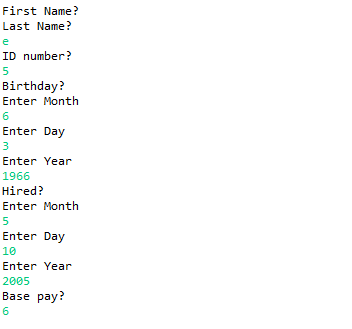 First Name?
Last Name?
e
ID number?
5
Birthday?
Enter Month
6
Enter Day
3
Enter Year
1966
Hired?
Enter Month
5
Enter Day
10
Enter Year
2005
Base pay?
6